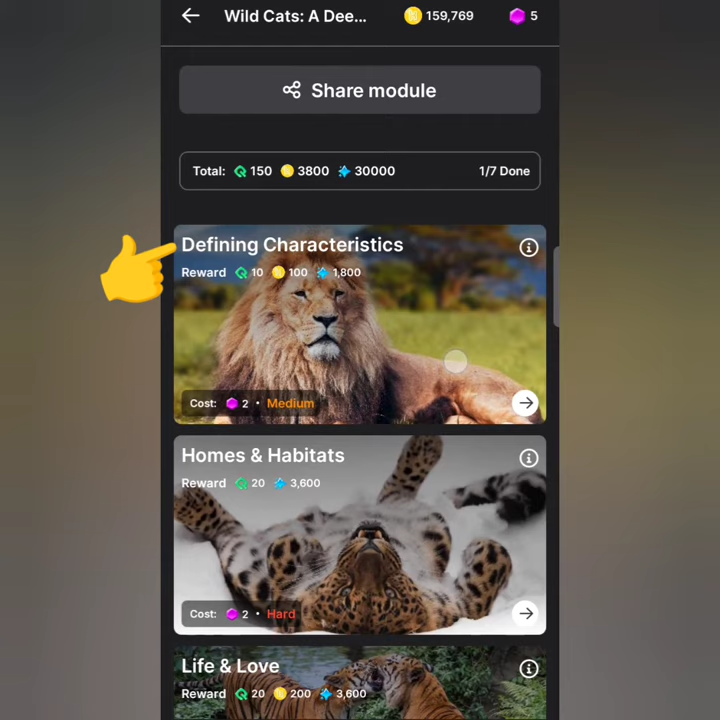 Wild Cats: A Dee... 159,769 5
Share module
Total: 150 3800 30000 1/7 Done
Defining Characteristics
Reward 10 100 1,800
Cost: 2 • Medium
Homes & Habitats
Reward 20 3,600
Cost: 2 • Hard
Life & Love
Reward 20 200 3,600